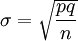 σ = √(pq/n)